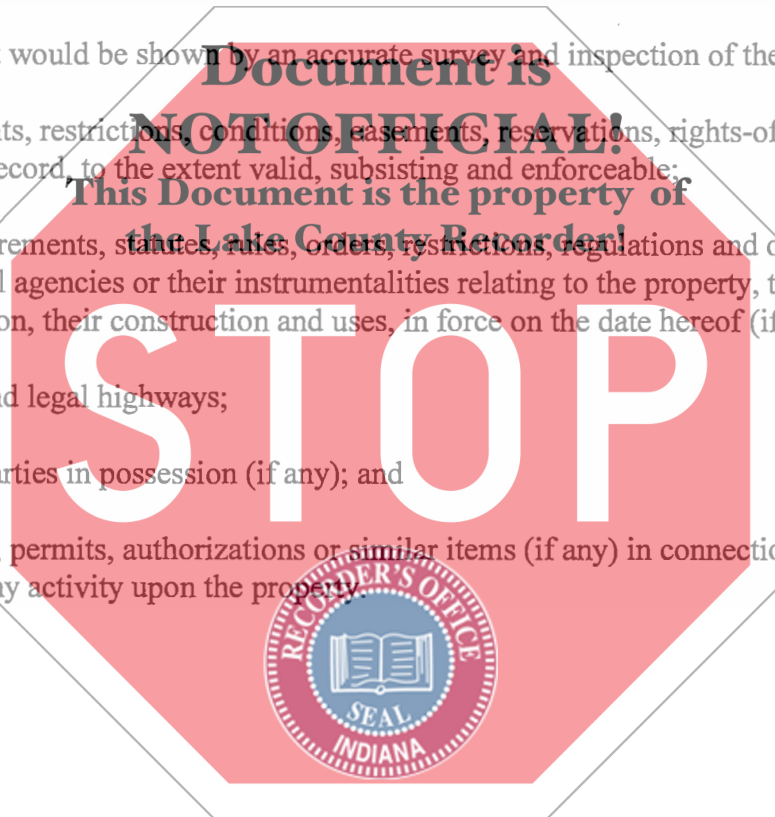 t would be shown by an accurate survey and inspection of the
Document is
NOT OFFICIAL!
nts, restrictions, conditions, easements, reservations, rights-of
ecord, to the extent valid, subsisting and enforceable;
This Document is the property of
the Lake County Recorder!
rements, statutes, rules, orders, restrictions, regulations and o
l agencies or their instrumentalities relating to the property, t
on, their construction and uses, in force on the date hereof (if
STOP
nd legal highways;
arties in possession (if any); and
, permits, authorizations or similar items (if any) in connectio
ny activity upon the property.
RECORDER'S OFFICE
SEAL
INDIANA